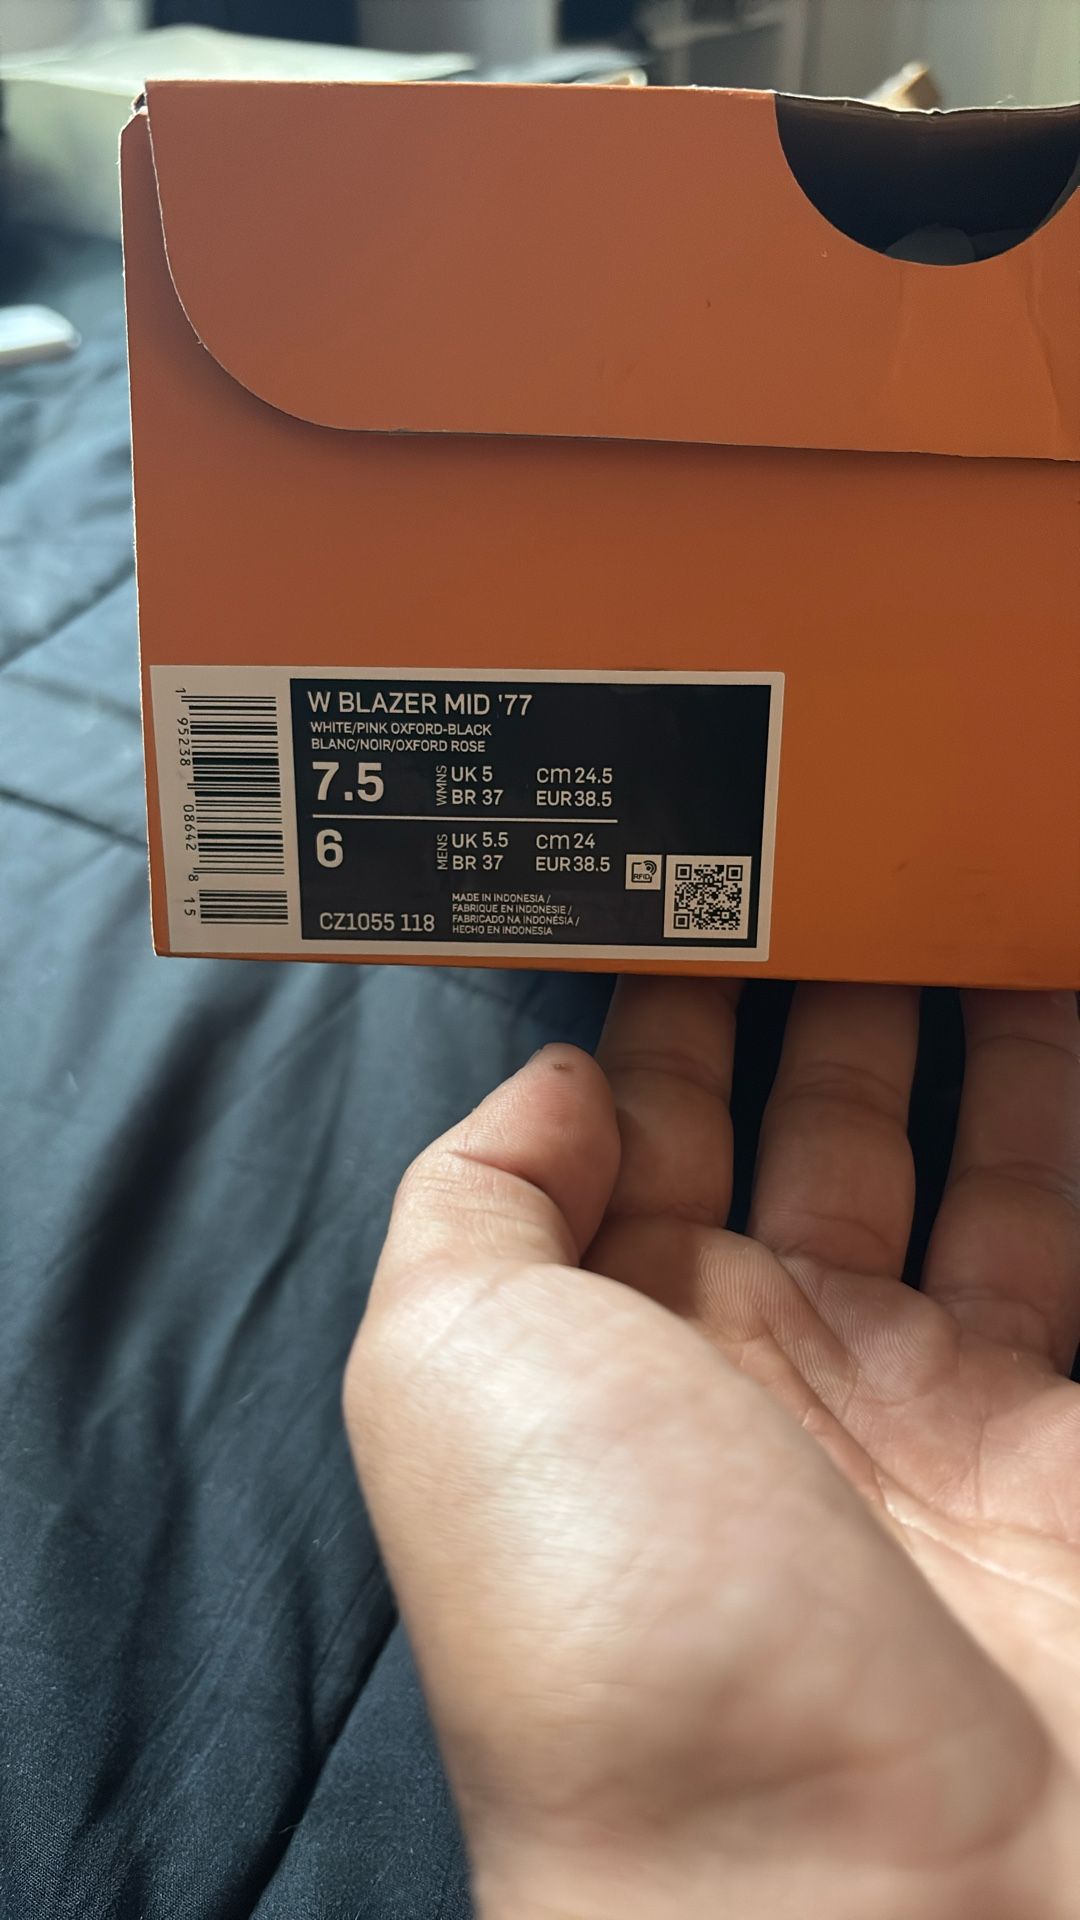 W BLAZER MID '77
WHITE/PINK OXFORD-BLACK
BLANC/NOIR/OXFORD ROSE
7.5 WMNS UK 5 cm 24.5
BR 37 EUR 38.5
6 MENS UK 5.5 cm 24
BR 37 EUR 38.5
RFID
CZ1055 118
MADE IN INDONESIA /
FABRIQUE EN INDONESIE /
FABRICADO NA INDONÉSIA /
HECHO EN INDONESIA
1 95238 08642 8 15